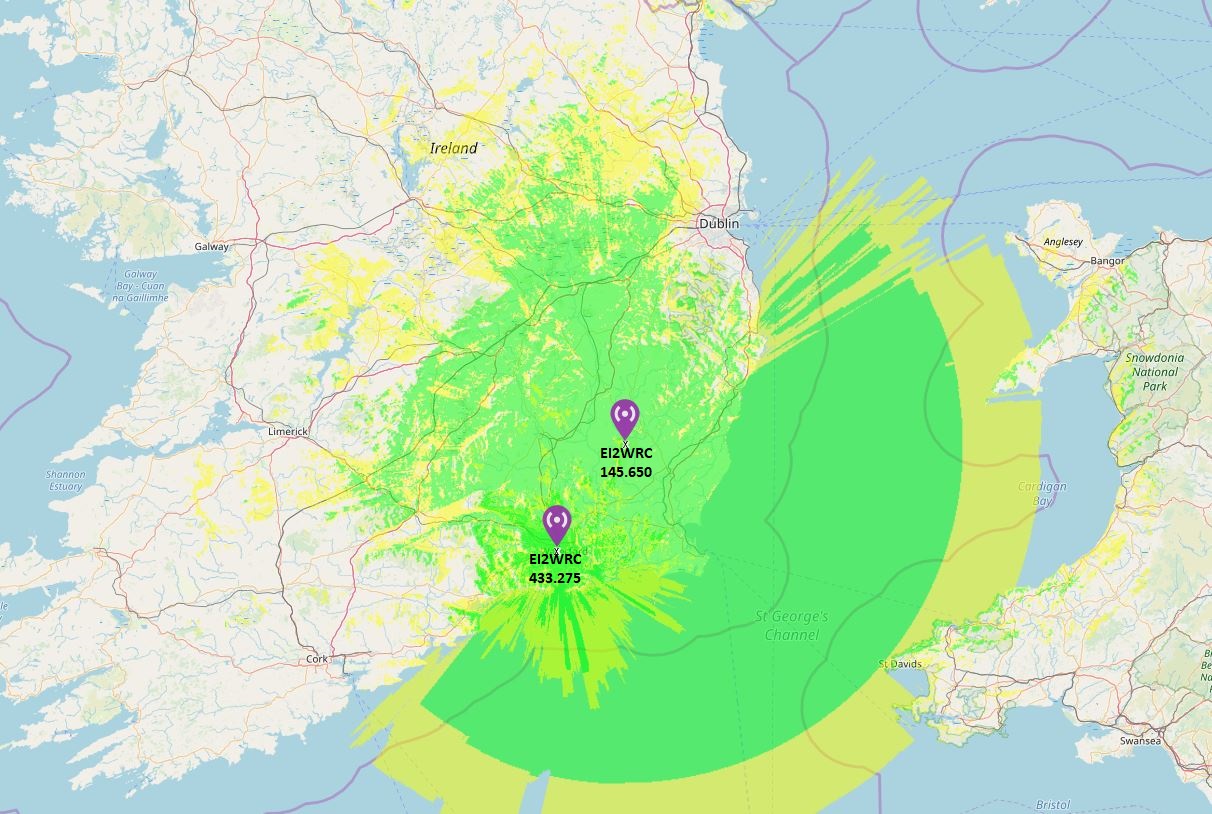 Ireland
Dublin
Galway
Anglesey
Bangor
Galway
Bay - Cuan
na Gaillimhe
Snowdonia
National
Park
Limerick
EI2WRC
145.650
Shannon
Estuary
Cardigan
Bay
EI2WRC
433.275
St George's
Channel
Cork
St Davids
Swansea
Bristol